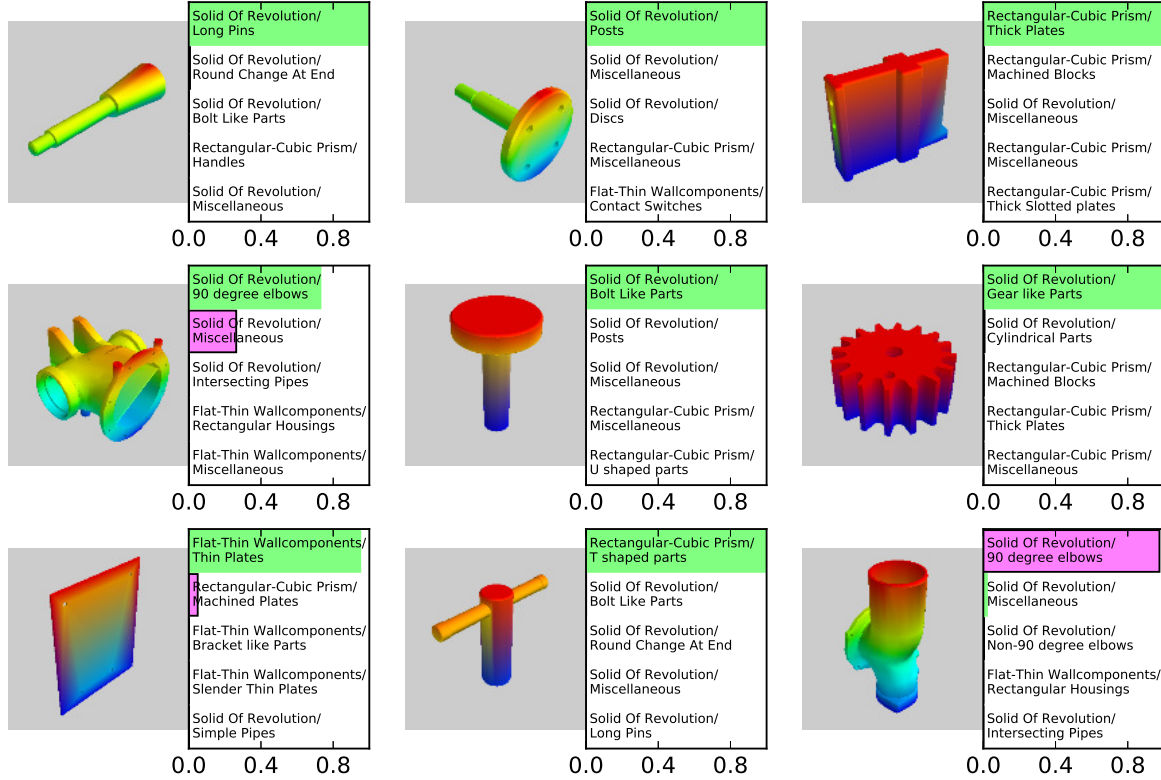 Solid Of Revolution/
Long Pins
Solid Of Revolution/
Round Change At End
Solid Of Revolution/
Bolt Like Parts
Rectangular-Cubic Prism/
Handles
Solid Of Revolution/
Miscellaneous
0.0 0.4 0.8
Solid Of Revolution/
Posts
Solid Of Revolution/
Miscellaneous
Solid Of Revolution/
Discs
Rectangular-Cubic Prism/
Miscellaneous
Flat-Thin Wallcomponents/
Contact Switches
0.0 0.4 0.8
Rectangular-Cubic Prism/
Thick Plates
Rectangular-Cubic Prism/
Machined Blocks
Solid Of Revolution/
Miscellaneous
Rectangular-Cubic Prism/
Miscellaneous
Rectangular-Cubic Prism/
Thick Slotted plates
0.0 0.4 0.8
Solid Of Revolution/
90 degree elbows
Solid Of Revolution/
Miscellaneous
Solid Of Revolution/
Intersecting Pipes
Flat-Thin Wallcomponents/
Rectangular Housings
Flat-Thin Wallcomponents/
Miscellaneous
0.0 0.4 0.8
Solid Of Revolution/
Bolt Like Parts
Solid Of Revolution/
Posts
Solid Of Revolution/
Miscellaneous
Rectangular-Cubic Prism/
Miscellaneous
Rectangular-Cubic Prism/
U shaped parts
0.0 0.4 0.8
Solid Of Revolution/
Gear like Parts
Solid Of Revolution/
Cylindrical Parts
Rectangular-Cubic Prism/
Machined Blocks
Rectangular-Cubic Prism/
Thick Plates
Rectangular-Cubic Prism/
Miscellaneous
0.0 0.4 0.8
Flat-Thin Wallcomponents/
Thin Plates
Rectangular-Cubic Prism/
Machined Plates
Flat-Thin Wallcomponents/
Bracket like Parts
Flat-Thin Wallcomponents/
Slender Thin Plates
Solid Of Revolution/
Simple Pipes
0.0 0.4 0.8
Rectangular-Cubic Prism/
T shaped parts
Solid Of Revolution/
Bolt Like Parts
Solid Of Revolution/
Round Change At End
Solid Of Revolution/
Miscellaneous
Solid Of Revolution/
Long Pins
0.0 0.4 0.8
Solid Of Revolution/
90 degree elbows
Solid Of Revolution/
Miscellaneous
Solid Of Revolution/
Non-90 degree elbows
Flat-Thin Wallcomponents/
Rectangular Housings
Solid Of Revolution/
Intersecting Pipes
0.0 0.4 0.8